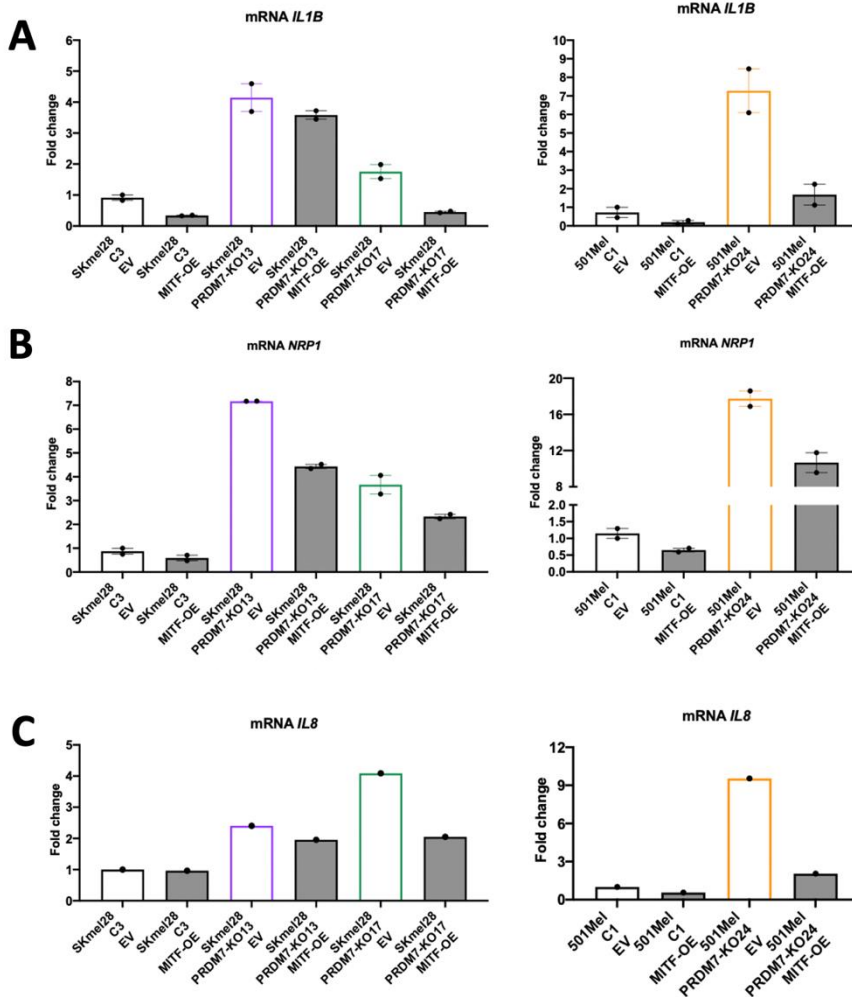 A
mRNA IL1B
Fold change
6
5
4
3
2
1
0
SKmel28
C3
EV
SKmel28
C3
MITF-OE
SKmel28
PRDM7-KO13
EV
SKmel28
PRDM7-KO13
MITF-OE
SKmel28
PRDM7-KO17
EV
SKmel28
PRDM7-KO17
MITF-OE
mRNA IL1B
Fold change
10
9
8
7
6
5
4
3
2
1
0
501Mel
C1
EV
501Mel
C1
MITF-OE
501Mel
PRDM7-KO24
EV
501Mel
PRDM7-KO24
MITF-OE
B
mRNA NRP1
Fold change
8
7
6
5
4
3
2
1
0
SKmel28
C3
EV
SKmel28
C3
MITF-OE
SKmel28
PRDM7-KO13
EV
SKmel28
PRDM7-KO13
MITF-OE
SKmel28
PRDM7-KO17
EV
SKmel28
PRDM7-KO17
MITF-OE
mRNA NRP1
Fold change
20
16
12
8
2.0
1.5
1.0
0.5
0.0
501Mel
C1
EV
501Mel
C1
MITF-OE
501Mel
PRDM7-KO24
EV
501Mel
PRDM7-KO24
MITF-OE
C
mRNA IL8
Fold change
5
4
3
2
1
0
SKmel28
C3
EV
SKmel28
C3
MITF-OE
SKmel28
PRDM7-KO13
EV
SKmel28
PRDM7-KO13
MITF-OE
SKmel28
PRDM7-KO17
EV
SKmel28
PRDM7-KO17
MITF-OE
mRNA IL8
Fold change
12
9
6
3
0
501Mel
C1
EV
501Mel
C1
MITF-OE
501Mel
PRDM7-KO24
EV
501Mel
PRDM7-KO24
MITF-OE